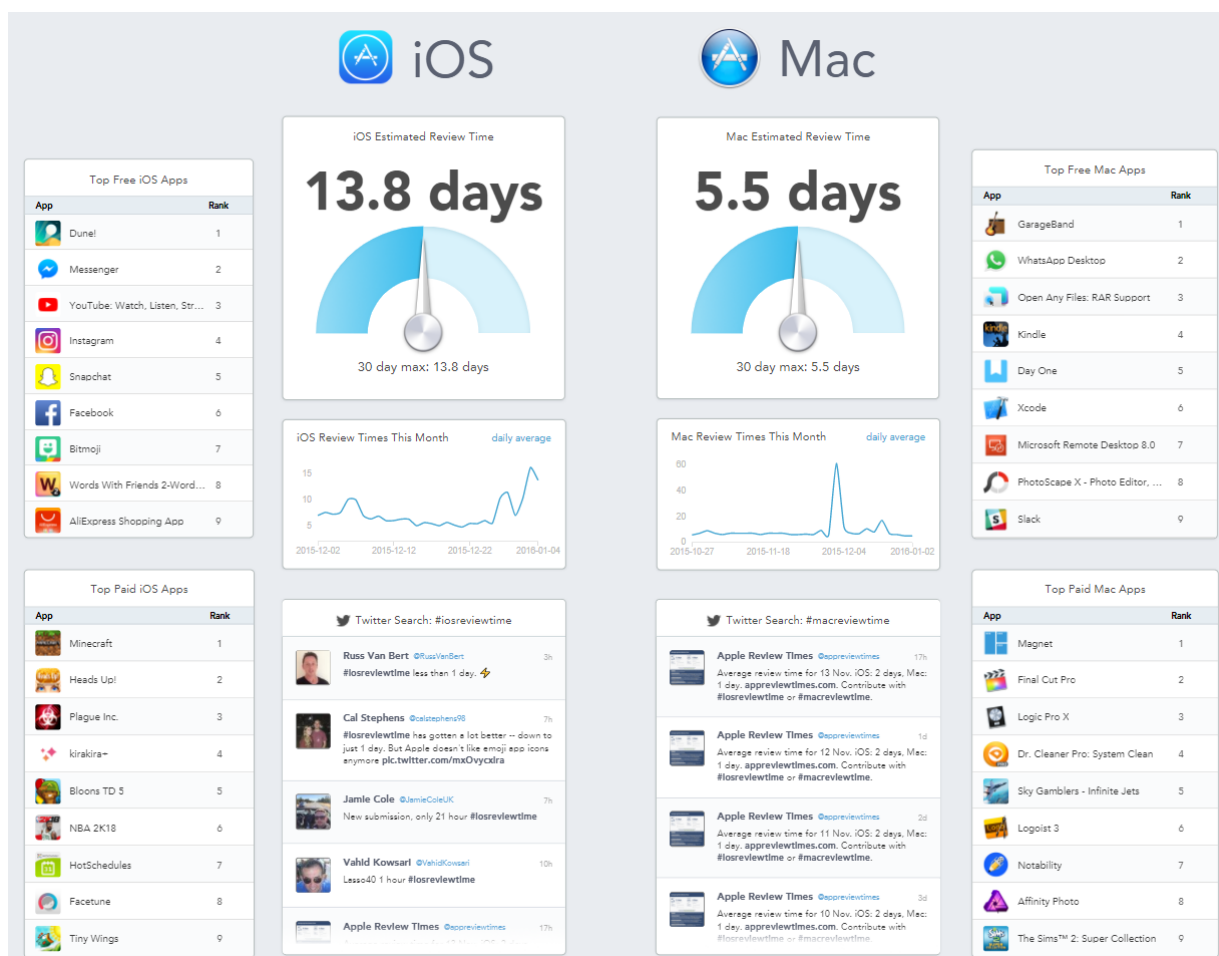 iOS
Mac
Top Free iOS Apps
App Rank
Dune! 1
Messenger 2
YouTube: Watch, Listen, Str... 3
Instagram 4
Snapchat 5
Facebook 6
Bitmoji 7
Words With Friends 2-Word... 8
AliExpress Shopping App 9
Top Paid iOS Apps
App Rank
Minecraft 1
Heads Up! 2
Plague Inc. 3
kirakira+ 4
Bloons TD 5 5
NBA 2K18 6
HotSchedules 7
Facetune 8
Tiny Wings 9
iOS Estimated Review Time
13.8 days
30 day max: 13.8 days
iOS Review Times This Month daily average
15
10
5
2015-12-02 2015-12-12 2015-12-22 2016-01-04
Twitter Search: #iosreviewtime
Russ Van Bert @RussVanBert 3h
#iosreviewtime less than 1 day. ⚡
Cal Stephens @calstephens98 7h
#iosreviewtime has gotten a lot better -- down to
just 1 day. But Apple doesn't like emoji app icons
anymore pic.twitter.com/mxOvycxira
Jamie Cole @JamieColeUK 7h
New submission, only 21 hour #iosreviewtime
Vahid Kowsari @VahidKowsari 10h
Lasso40 1 hour #iosreviewtime
Apple Review Times @appreviewtimes 17h
Mac Estimated Review Time
5.5 days
30 day max: 5.5 days
Mac Review Times This Month daily average
60
40
20
0
2015-10-27 2015-11-18 2015-12-04 2016-01-02
Twitter Search: #macreviewtime
Apple Review Times @appreviewtimes 17h
Average review time for 13 Nov. iOS: 2 days, Mac:
1 day. appreviewtimes.com. Contribute with
#iosreviewtime or #macreviewtime.
Apple Review Times @appreviewtimes 1d
Average review time for 12 Nov. iOS: 2 days, Mac:
1 day. appreviewtimes.com. Contribute with
#iosreviewtime or #macreviewtime.
Apple Review Times @appreviewtimes 2d
Average review time for 11 Nov. iOS: 2 days, Mac:
1 day. appreviewtimes.com. Contribute with
#iosreviewtime or #macreviewtime.
Apple Review Times @appreviewtimes 3d
Average review time for 10 Nov. iOS: 2 days, Mac:
1 day. appreviewtimes.com. Contribute with
#iosreviewtime or #macreviewtime.
Top Free Mac Apps
App Rank
GarageBand 1
WhatsApp Desktop 2
Open Any Files: RAR Support 3
kindle
Kindle 4
Day One 5
Xcode 6
Microsoft Remote Desktop 8.0 7
PhotoScape X - Photo Editor, ... 8
Slack 9
Top Paid Mac Apps
App Rank
Magnet 1
Final Cut Pro 2
Logic Pro X 3
Dr. Cleaner Pro: System Clean 4
Sky Gamblers - Infinite Jets 5
Logoist 3 6
Notability 7
Affinity Photo 8
The Sims™ 2: Super Collection 9